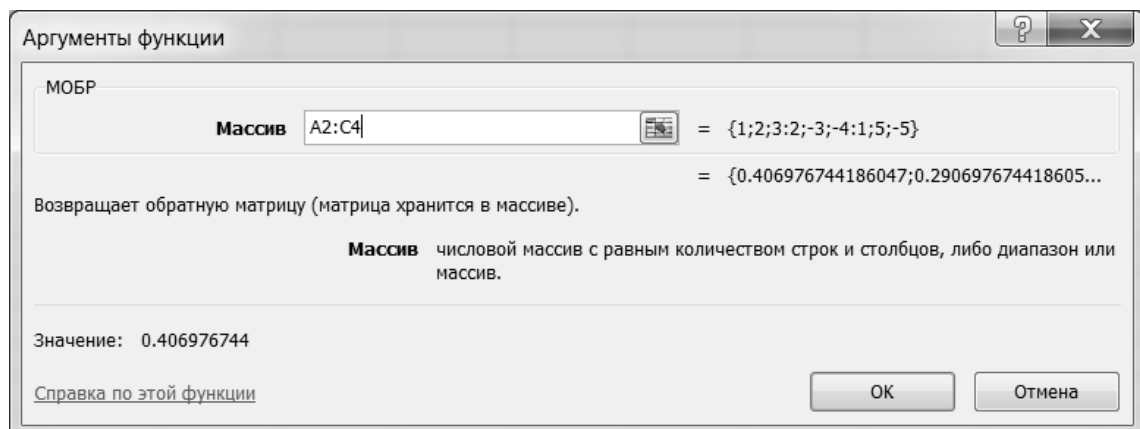 Аргументы функции
МОБР
Массив A2:C4 = {1;2;3:2;-3;-4:1;5;-5}
= {0.406976744186047;0.290697674418605...
Возвращает обратную матрицу (матрица хранится в массиве).
Массив числовой массив с равным количеством строк и столбцов, либо диапазон или
массив.
Значение: 0.406976744
Справка по этой функции
ОК
Отмена